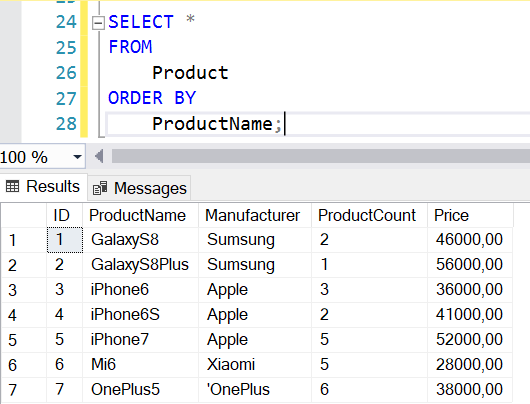 24 SELECT *
25 FROM
26 Product
27 ORDER BY
28 ProductName;
100 %
Results Messages
ID ProductName Manufacturer ProductCount Price
1 1 GalaxyS8 Sumsung 2 46000,00
2 2 GalaxyS8Plus Sumsung 1 56000,00
3 3 iPhone6 Apple 3 36000,00
4 4 iPhone6S Apple 2 41000,00
5 5 iPhone7 Apple 5 52000,00
6 6 Mi6 Xiaomi 5 28000,00
7 7 OnePlus5 'OnePlus 6 38000,00